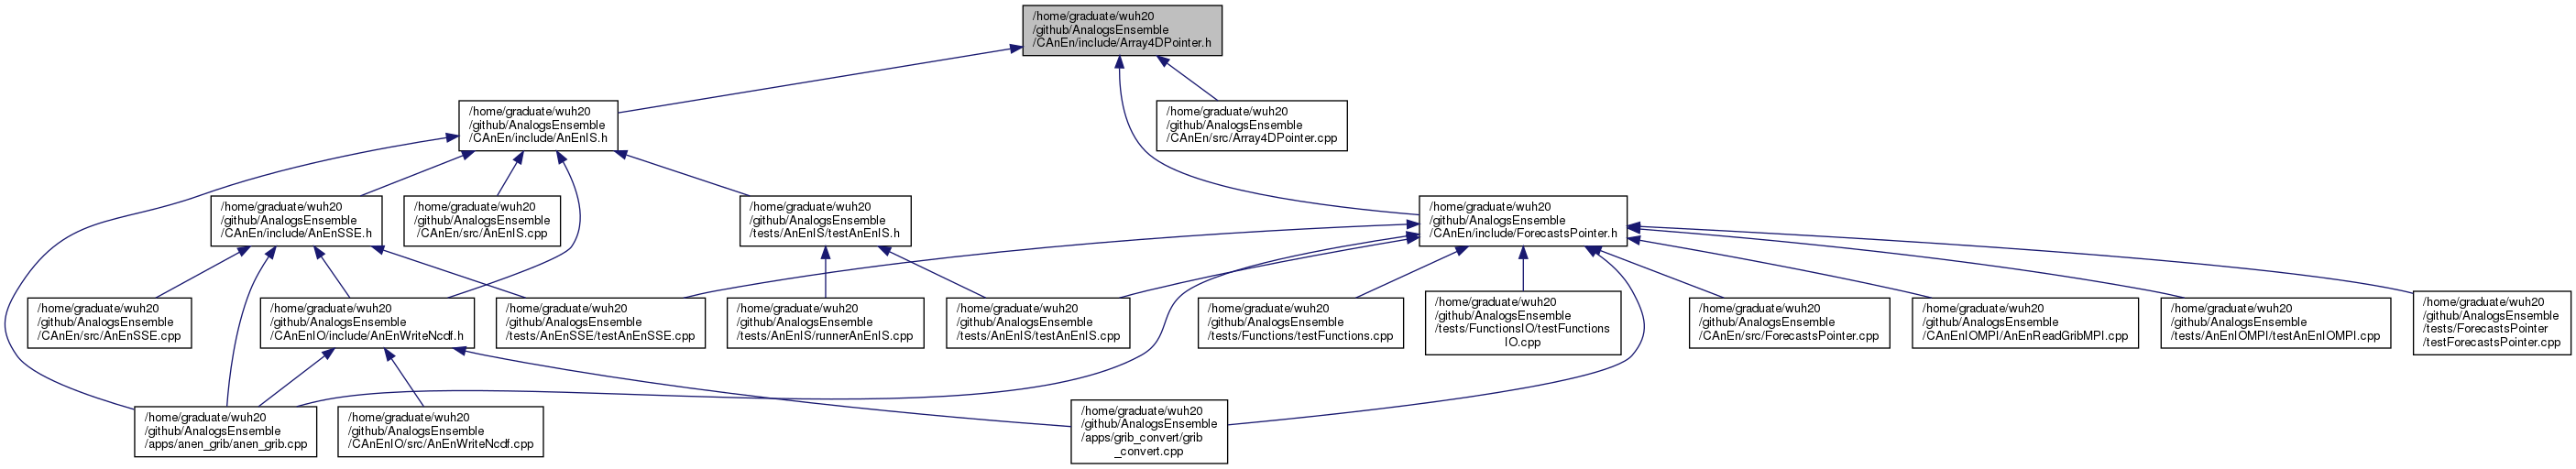 /home/graduate/wuh20
/github/AnalogsEnsemble
/CAnEn/include/Array4DPointer.h
/home/graduate/wuh20
/github/AnalogsEnsemble
/CAnEn/include/AnEnIS.h
/home/graduate/wuh20
/github/AnalogsEnsemble
/CAnEn/src/Array4DPointer.cpp
/home/graduate/wuh20
/github/AnalogsEnsemble
/CAnEn/include/AnEnSSE.h
/home/graduate/wuh20
/github/AnalogsEnsemble
/CAnEn/src/AnEnIS.cpp
/home/graduate/wuh20
/github/AnalogsEnsemble
/tests/AnEnIS/testAnEnIS.h
/home/graduate/wuh20
/github/AnalogsEnsemble
/CAnEn/include/ForecastsPointer.h
/home/graduate/wuh20
/github/AnalogsEnsemble
/CAnEn/src/AnEnSSE.cpp
/home/graduate/wuh20
/github/AnalogsEnsemble
/CAnEnIO/include/AnEnWriteNcdf.h
/home/graduate/wuh20
/github/AnalogsEnsemble
/tests/AnEnSSE/testAnEnSSE.cpp
/home/graduate/wuh20
/github/AnalogsEnsemble
/tests/AnEnIS/runnerAnEnIS.cpp
/home/graduate/wuh20
/github/AnalogsEnsemble
/tests/AnEnIS/testAnEnIS.cpp
/home/graduate/wuh20
/github/AnalogsEnsemble
/tests/Functions/testFunctions.cpp
/home/graduate/wuh20
/github/AnalogsEnsemble
/tests/FunctionsIO/testFunctions
IO.cpp
/home/graduate/wuh20
/github/AnalogsEnsemble
/CAnEn/src/ForecastsPointer.cpp
/home/graduate/wuh20
/github/AnalogsEnsemble
/CAnEnIOMPI/AnEnReadGribMPI.cpp
/home/graduate/wuh20
/github/AnalogsEnsemble
/tests/AnEnIOMPI/testAnEnIOMPI.cpp
/home/graduate/wuh20
/github/AnalogsEnsemble
/tests/ForecastsPointer
/testForecastsPointer.cpp
/home/graduate/wuh20
/github/AnalogsEnsemble
/apps/anen_grib/anen_grib.cpp
/home/graduate/wuh20
/github/AnalogsEnsemble
/CAnEnIO/src/AnEnWriteNcdf.cpp
/home/graduate/wuh20
/github/AnalogsEnsemble
/apps/grib_convert/grib
_convert.cpp